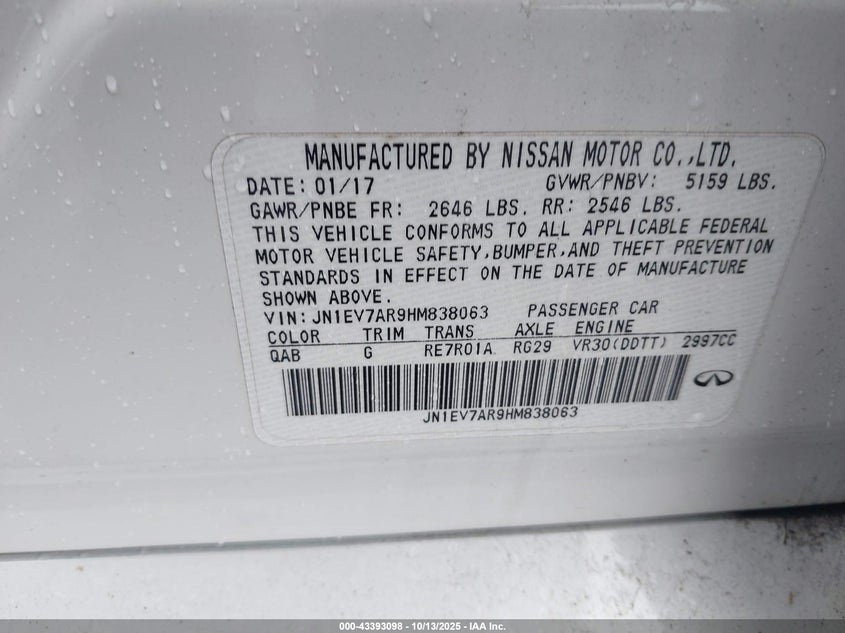 MANUFACTURED BY NISSAN MOTOR CO.,LTD.
DATE: 01/17 GVWR/PNBV: 5159 LBS.
GAWR/PNBE FR: 2646 LBS. RR: 2546 LBS.
THIS VEHICLE CONFORMS TO ALL APPLICABLE FEDERAL
MOTOR VEHICLE SAFETY,BUMPER,AND THEFT PREVENTION
STANDARDS IN EFFECT ON THE DATE OF MANUFACTURE
SHOWN ABOVE.
VIN:JN1EV7AR9HM838063 PASSENGER CAR
COLOR TRIM TRANS AXLE ENGINE
QAB G RE7R01A RG29 VR30(DDTT) 2997CC
JN1EV7AR9HM838063
000-43393098 - 10/13/2025 - IAA Inc.